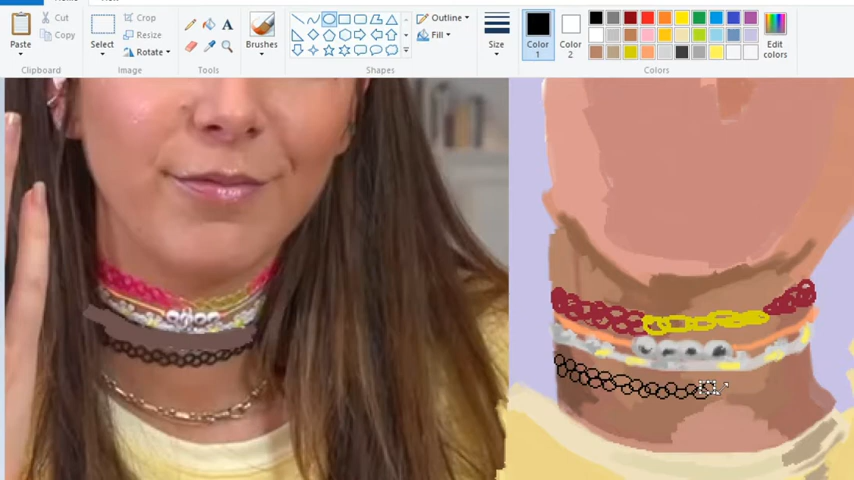 Paste
Cut
Copy
Clipboard
Select
Crop
Resize
Rotate
Image
Tools
Brushes
Outline
Fill
Shapes
Size
Color
1
Color
2
Edit
colors
Colors